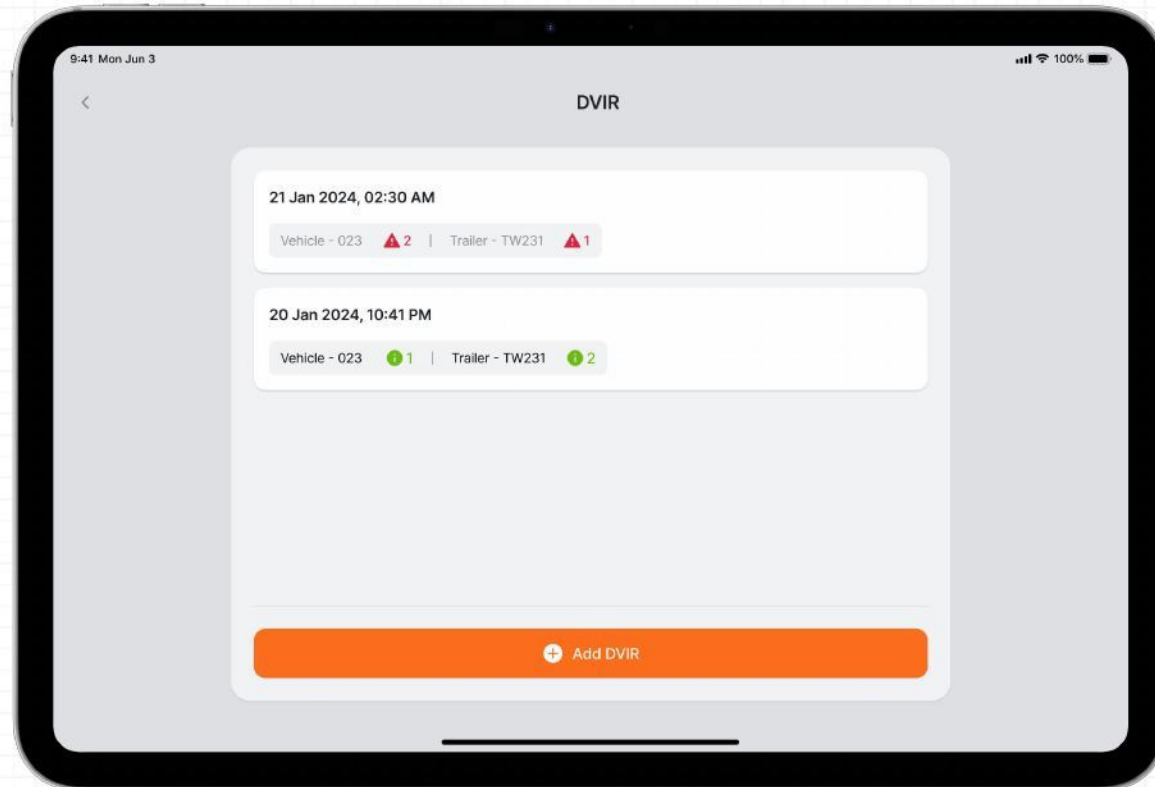 9:41 Mon Jun 3
100%
DVIR
21 Jan 2024, 02:30 AM
Vehicle - 023 2 | Trailer - TW231 1
20 Jan 2024, 10:41 PM
Vehicle - 023 1 | Trailer - TW231 2
Add DVIR